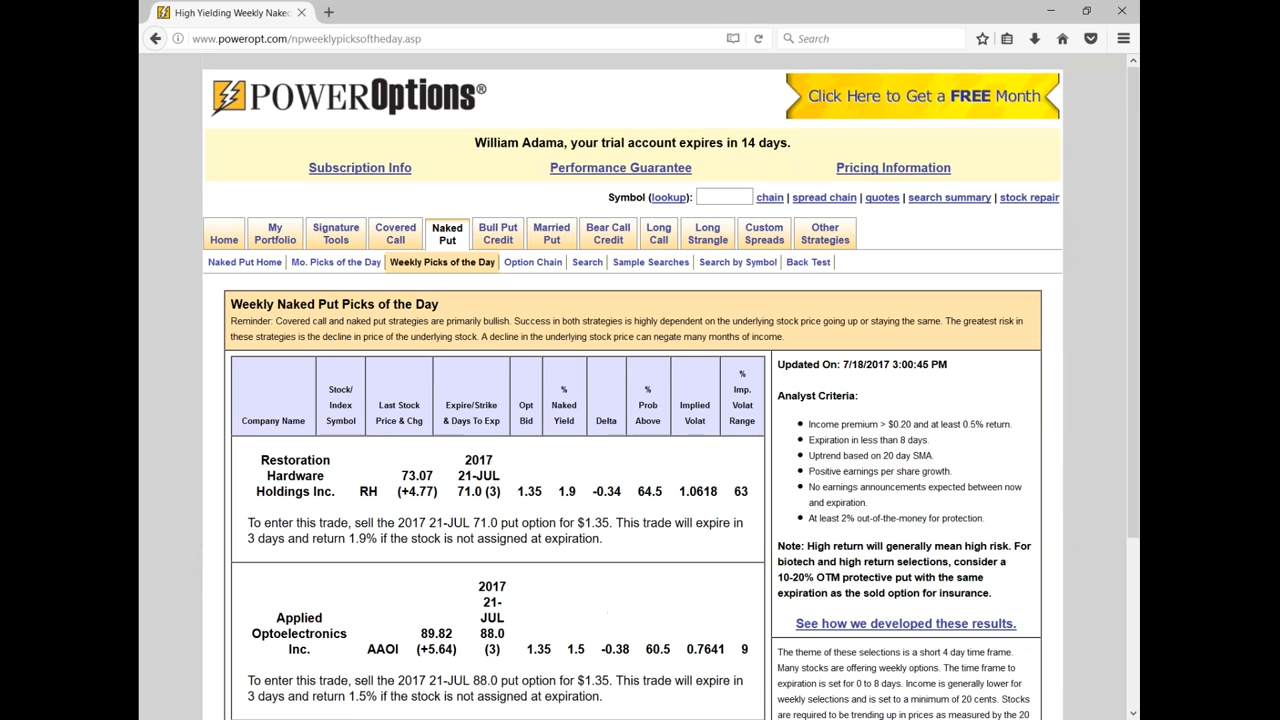 High Yielding Weekly Naked
www.poweropt.com/npweeklypicksoftheday.asp
Search
POWEROptions®
Click Here to Get a FREE Month
William Adama, your trial account expires in 14 days.
Subscription Info Performance Guarantee Pricing Information
Symbol (lookup): chain | spread chain | quotes | search summary | stock repair
Home My Portfolio Signature Tools Covered Call Naked Put Bull Put Credit Married Put Bear Call Credit Long Call Long Strangle Custom Spreads Other Strategies
Naked Put Home | Mo. Picks of the Day | Weekly Picks of the Day | Option Chain | Search | Sample Searches | Search by Symbol | Back Test |
Weekly Naked Put Picks of the Day
Reminder: Covered call and naked put strategies are primarily bullish. Success in both strategies is highly dependent on the underlying stock price going up or staying the same. The greatest risk in
these strategies is the decline in price of the underlying stock. A decline in the underlying stock price can negate many months of income.
Company Name Stock/ Index Symbol Last Stock Price & Chg Expire/Strike & Days To Exp Opt Bid % Naked Yield Delta % Prob Above Implied Volat % Imp. Volat Range
Restoration 2017
Hardware 73.07 21-JUL
Holdings Inc. RH (+4.77) 71.0 (3) 1.35 1.9 -0.34 64.5 1.0618 63
To enter this trade, sell the 2017 21-JUL 71.0 put option for $1.35. This trade will expire in
3 days and return 1.9% if the stock is not assigned at expiration.
2017
21-
Applied JUL
Optoelectronics 89.82 88.0
Inc. AAOI (+5.64) (3) 1.35 1.5 -0.38 60.5 0.7641 9
To enter this trade, sell the 2017 21-JUL 88.0 put option for $1.35. This trade will expire in
3 days and return 1.5% if the stock is not assigned at expiration.
Updated On: 7/18/2017 3:00:45 PM
Analyst Criteria:
● Income premium > $0.20 and at least 0.5% return.
● Expiration in less than 8 days.
● Uptrend based on 20 day SMA.
● Positive earnings per share growth.
● No earnings announcements expected between now
and expiration.
● At least 2% out-of-the-money for protection.
Note: High return will generally mean high risk. For
biotech and high return selections, consider a
10-20% OTM protective put with the same
expiration as the sold option for insurance.
See how we developed these results.
The theme of these selections is a short 4 day time frame.
Many stocks are offering weekly options. The time frame to
expiration is set for 0 to 8 days. Income is generally lower for
weekly selections and is set to a minimum of 20 cents. Stocks
are required to be trending up in prices as measured by the 20